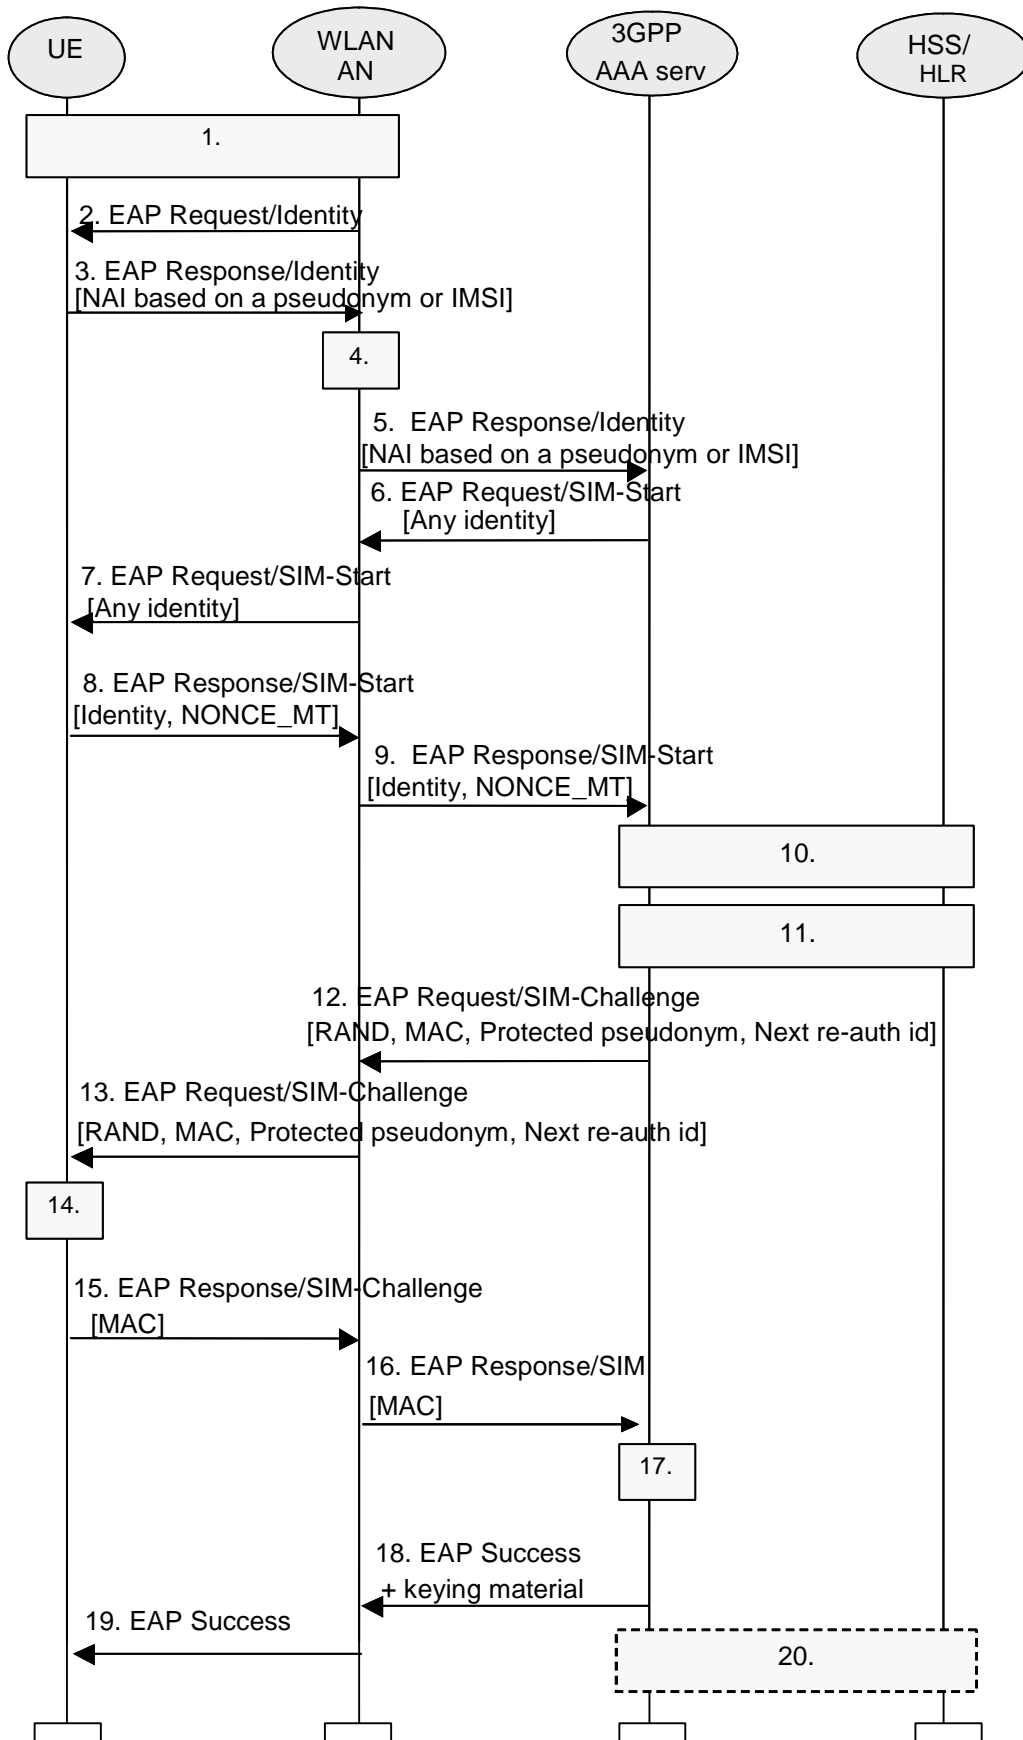 UE
WLAN
AN
3GPP
AAA serv
HSS/
HLR
1.
2. EAP Request/Identity
3. EAP Response/Identity
[NAI based on a pseudonym or IMSI]
4.
5. EAP Response/Identity
[NAI based on a pseudonym or IMSI]
6. EAP Request/SIM-Start
[Any identity]
7. EAP Request/SIM-Start
[Any identity]
8. EAP Response/SIM-Start
[Identity, NONCE_MT]
9. EAP Response/SIM-Start
[Identity, NONCE_MT]
10.
11.
12. EAP Request/SIM-Challenge
[RAND, MAC, Protected pseudonym, Next re-auth id]
13. EAP Request/SIM-Challenge
[RAND, MAC, Protected pseudonym, Next re-auth id]
14.
15. EAP Response/SIM-Challenge
[MAC]
16. EAP Response/SIM
[MAC]
17.
18. EAP Success
+ keying material
19. EAP Success
20.